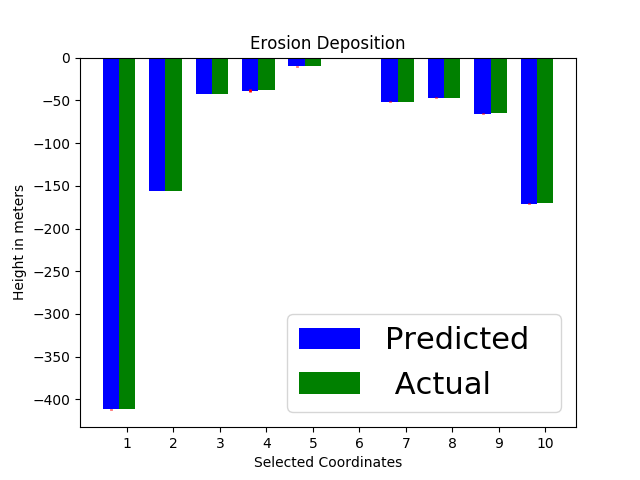 Erosion Deposition
Height in meters
0
−50
−100
−150
−200
−250
−300
−350
−400
Predicted
Actual
1 2 3 4 5 6 7 8 9 10
Selected Coordinates